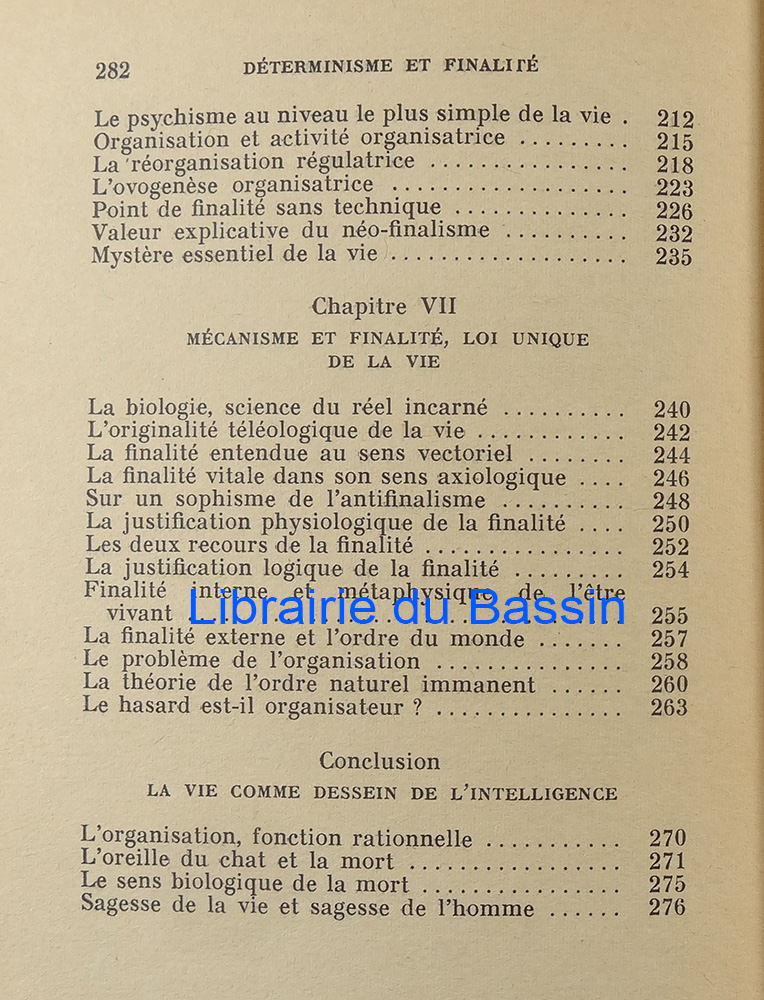 282 DÉTERMINISME ET FINALITÉ
Le psychisme au niveau le plus simple de la vie . 212
Organisation et activité organisatrice ......... 215
La réorganisation régulatrice ................. 218
L'ovogenèse organisatrice .................... 223
Point de finalité sans technique ............... 226
Valeur explicative du néo-finalisme .......... 232
Mystère essentiel de la vie .................... 235
Chapitre VII
MÉCANISME ET FINALITÉ, LOI UNIQUE
DE LA VIE
La biologie, science du réel incarné .......... 240
L'originalité téléologique de la vie ............. 242
La finalité entendue au sens vectoriel ........ 244
La finalité vitale dans son sens axiologique .... 246
Sur un sophisme de l'antifinalisme .......... 248
La justification physiologique de la finalité .... 250
Les deux recours de la finalité ................ 252
La justification logique de la finalité ......... 254
Finalité interne et métaphysique de l'être
vivant ...................... 255
Librairie du Bassin
La finalité externe et l'ordre du monde ....... 257
Le problème de l'organisation ................ 258
La théorie de l'ordre naturel immanent ...... 260
Le hasard est-il organisateur ? ................ 263
Conclusion
LA VIE COMME DESSEIN DE L'INTELLIGENCE
L'organisation, fonction rationnelle ............ 270
L'oreille du chat et la mort .................. 271
Le sens biologique de la mort ................. 275
Sagesse de la vie et sagesse de l'homme ...... 276